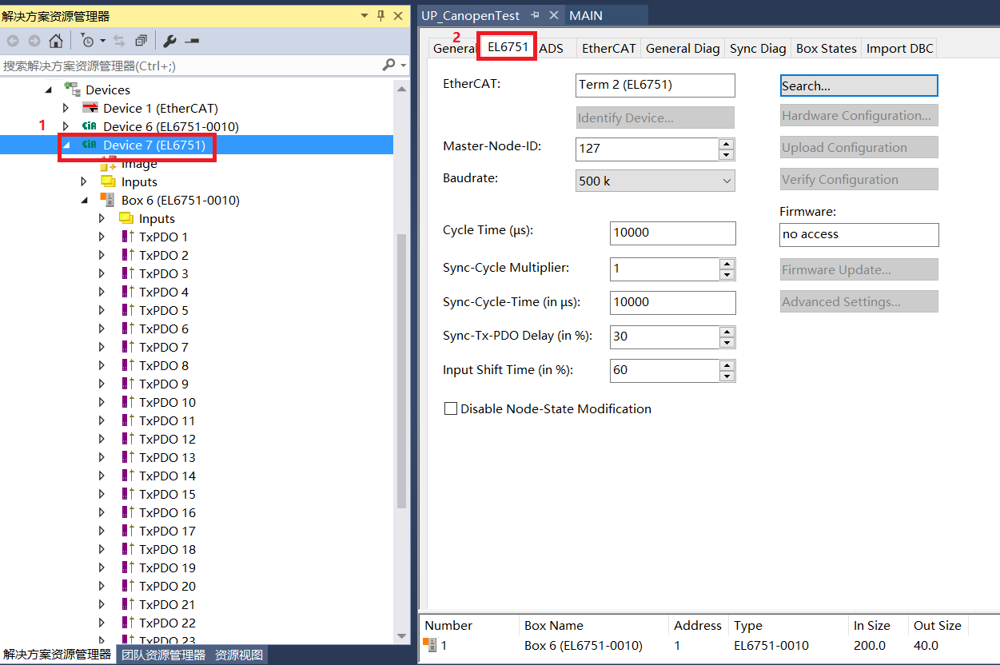 解决方案资源管理器
搜索解决方案资源管理器(Ctrl+;)
Devices
Device 1 (EtherCAT)
1
Device 6 (EL6751-0010)
Device 7 (EL6751)
Image
Inputs
Box 6 (EL6751-0010)
Inputs
TxPDO 1
TxPDO 2
TxPDO 3
TxPDO 4
TxPDO 5
TxPDO 6
TxPDO 7
TxPDO 8
TxPDO 9
TxPDO 10
TxPDO 11
TxPDO 12
TxPDO 13
TxPDO 14
TxPDO 15
TxPDO 16
TxPDO 17
TxPDO 18
TxPDO 19
TxPDO 20
TxPDO 21
TxPDO 22
TxPDO 23
解决方案资源管理器 团队资源管理器 资源视图
UP_CanopenTest MAIN
2
General EL6751 ADS EtherCAT General Diag Sync Diag Box States Import DBC
EtherCAT: Term 2 (EL6751) Search...
Identify Device... Hardware Configuration...
Master-Node-ID: 127 Upload Configuration
Baudrate: 500 k Verify Configuration
Firmware:
Cycle Time (µs): 10000 no access
Sync-Cycle Multiplier: 1 Firmware Update...
Sync-Cycle-Time (in µs): 10000 Advanced Settings...
Sync-Tx-PDO Delay (in %): 30
Input Shift Time (in %): 60
Disable Node-State Modification
Number Box Name Address Type In Size Out Size
1 Box 6 (EL6751-0010) 1 EL6751-0010 200.0 40.0